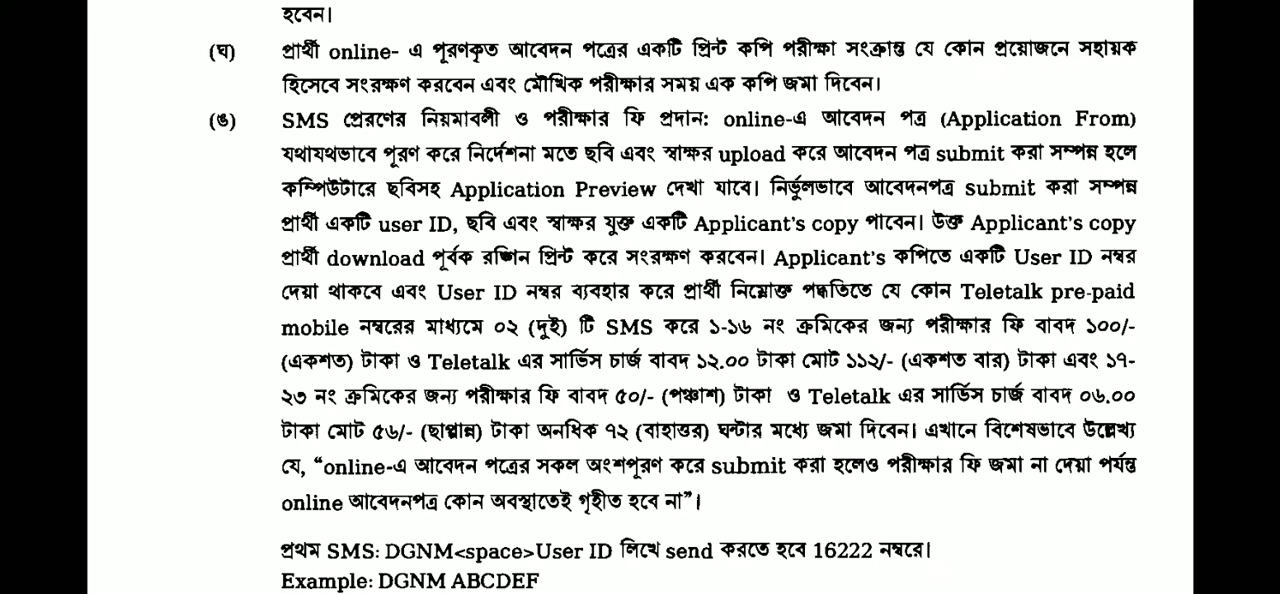 হবেন।
(ঘ) প্রার্থী online- এ পূরণকৃত আবেদন পত্রের একটি প্রিন্ট কপি পরীক্ষা সংক্রান্ত যে কোন প্রয়োজনে সহায়ক
হিসেবে সংরক্ষণ করবেন এবং মৌখিক পরীক্ষার সময় এক কপি জমা দিবেন।
(ঙ) SMS প্রেরণের নিয়মাবলী ও পরীক্ষার ফি প্রদান: online-এ আবেদন পত্র (Application From)
যথাযথভাবে পূরণ করে নির্দেশনা মতে ছবি এবং স্বাক্ষর upload করে আবেদন পত্র submit করা সম্পন্ন হলে
কম্পিউটারে ছবিসহ Application Preview দেখা যাবে। নির্ভুলভাবে আবেদনপত্র submit করা সম্পন্ন
প্রার্থী একটি user ID, ছবি এবং স্বাক্ষর যুক্ত একটি Applicant's copy পাবেন। উক্ত Applicant's copy
প্রার্থী download পূর্বক রঙ্গিন প্রিন্ট করে সংরক্ষণ করবেন। Applicant's কপিতে একটি User ID নম্বর
দেয়া থাকবে এবং User ID নম্বর ব্যবহার করে প্রার্থী নিম্নোক্ত পদ্ধতিতে যে কোন Teletalk pre-paid
mobile নম্বরের মাধ্যমে ০২ (দুই) টি SMS করে ১-১৬ নং ক্রমিকের জন্য পরীক্ষার ফি বাবদ ১০০/-
(একশত) টাকা ও Teletalk এর সার্ভিস চার্জ বাবদ ১২.০০ টাকা মোট ১১২/- (একশত বার) টাকা এবং ১৭-
২৩ নং ক্রমিকের জন্য পরীক্ষার ফি বাবদ ৫০/- (পঞ্চাশ) টাকা ও Teletalk এর সার্ভিস চার্জ বাবদ ০৬.০০
টাকা মোট ৫৬/- (ছাপ্পান্ন) টাকা অনধিক ৭২ (বাহাত্তর) ঘন্টার মধ্যে জমা দিবেন। এখানে বিশেষভাবে উল্লেখ্য
যে, “online-এ আবেদন পত্রের সকল অংশপূরণ করে submit করা হলেও পরীক্ষার ফি জমা না দেয়া পর্যন্ত
online আবেদনপত্র কোন অবস্থাতেই গৃহীত হবে না”।
প্রথম SMS: DGNM<space>User ID লিখে send করতে হবে 16222 নম্বরে।
Example: DGNM ABCDEF